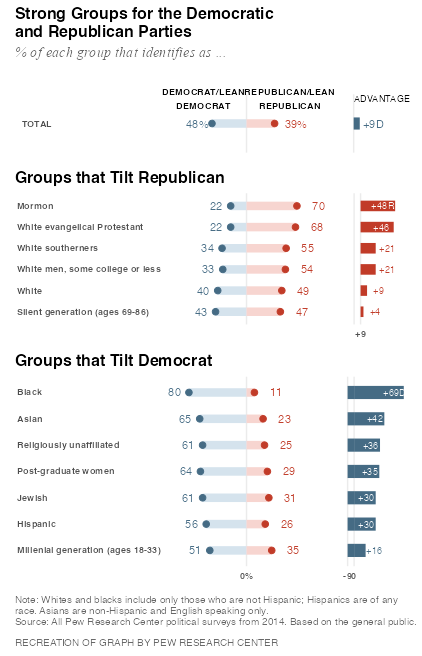 Strong Groups for the Democratic
and Republican Parties
% of each group that identifies as ...
DEMOCRAT/LEAN REPUBLICAN/LEAN
DEMOCRAT REPUBLICAN ADVANTAGE
TOTAL 48% 39% +9D
Groups that Tilt Republican
Mormon 22 70 +48R
White evangelical Protestant 22 68 +46
White southerners 34 55 +21
White men, some college or less 33 54 +21
White 40 49 +9
Silent generation (ages 69-86) 43 47 +4
+9
Groups that Tilt Democrat
Black 80 11 +69D
Asian 65 23 +42
Religiously unaffiliated 61 25 +36
Post-graduate women 64 29 +35
Jewish 61 31 +30
Hispanic 56 26 +30
Millenial generation (ages 18-33) 51 35 +16
0% -90
Note: Whites and blacks include only those who are not Hispanic; Hispanics are of any
race. Asians are non-Hispanic and English speaking only.
Source: All Pew Research Center political surveys from 2014. Based on the general public.
RECREATION OF GRAPH BY PEW RESEARCH CENTER